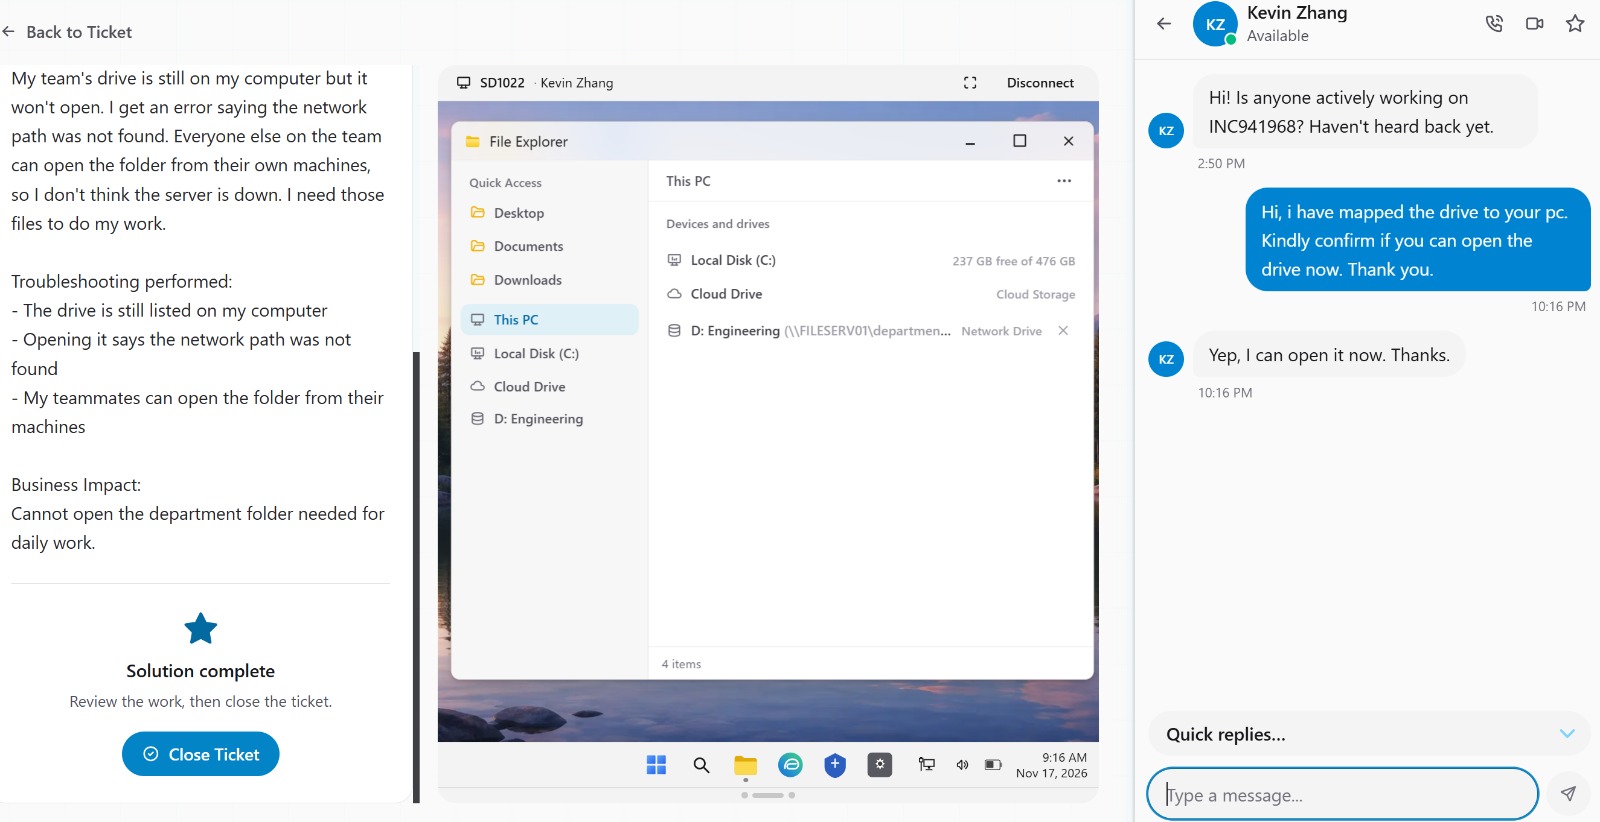 Back to Ticket
My team's drive is still on my computer but it
won't open. I get an error saying the network
path was not found. Everyone else on the team
can open the folder from their own machines,
so I don't think the server is down. I need those
files to do my work.
Troubleshooting performed:
- The drive is still listed on my computer
- Opening it says the network path was not
found
- My teammates can open the folder from their
machines
Business Impact:
Cannot open the department folder needed for
daily work.
Solution complete
Review the work, then close the ticket.
Close Ticket
SD1022 · Kevin Zhang
Disconnect
File Explorer
Quick Access
Desktop
Documents
Downloads
This PC
Local Disk (C:)
Cloud Drive
D: Engineering
This PC
Devices and drives
Local Disk (C:) 237 GB free of 476 GB
Cloud Drive Cloud Storage
D: Engineering (\\FILESERV01\departmen... Network Drive
4 items
9:16 AM
Nov 17, 2026
KZ
Kevin Zhang
Available
KZ
Hi! Is anyone actively working on
INC941968? Haven't heard back yet.
2:50 PM
Hi, i have mapped the drive to your pc.
Kindly confirm if you can open the
drive now. Thank you.
10:16 PM
KZ
Yep, I can open it now. Thanks.
10:16 PM
Quick replies...
Type a message...